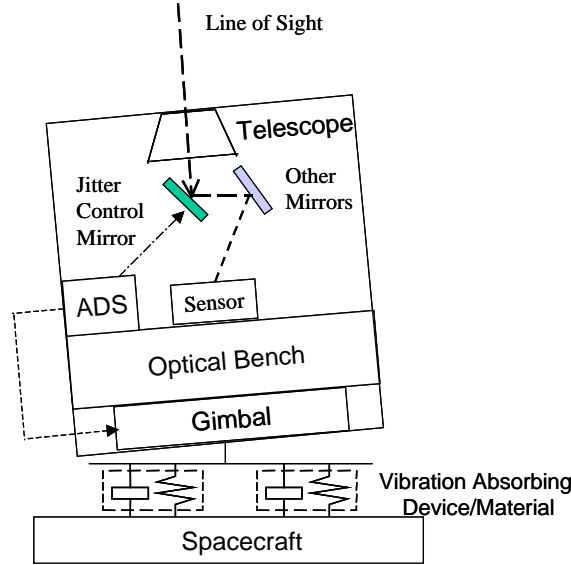 Line of Sight
Telescope
Jitter
Control
Mirror
Other
Mirrors
ADS
Sensor
Optical Bench
Gimbal
Vibration Absorbing
Device/Material
Spacecraft